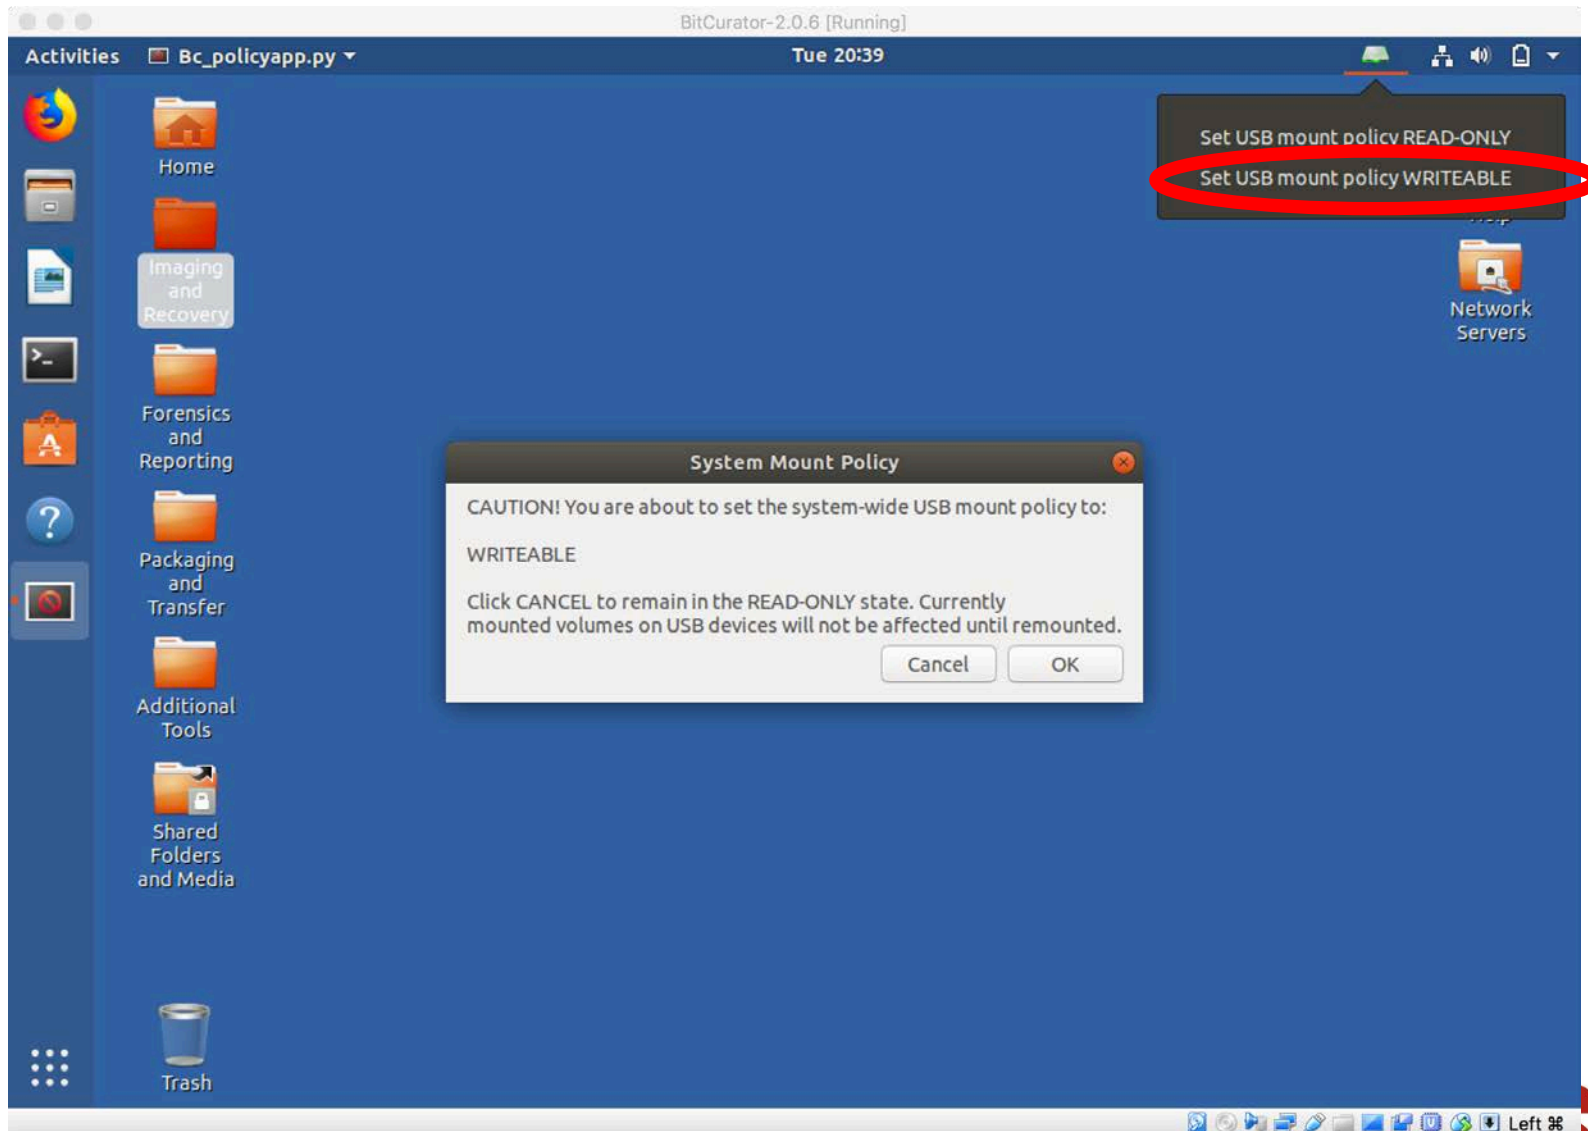 BitCurator-2.0.6 [Running]
Activities
Bc_policyapp.py
Tue 20:39
Set USB mount policy READ-ONLY
Set USB mount policy WRITEABLE
Help
Home
Imaging
and
Recovery
Network
Servers
Forensics
and
Reporting
System Mount Policy
CAUTION! You are about to set the system-wide USB mount policy to:
WRITEABLE
Click CANCEL to remain in the READ-ONLY state. Currently
mounted volumes on USB devices will not be affected until remounted.
Cancel
OK
Packaging
and
Transfer
Additional
Tools
Shared
Folders
and Media
Trash
Left ⌘